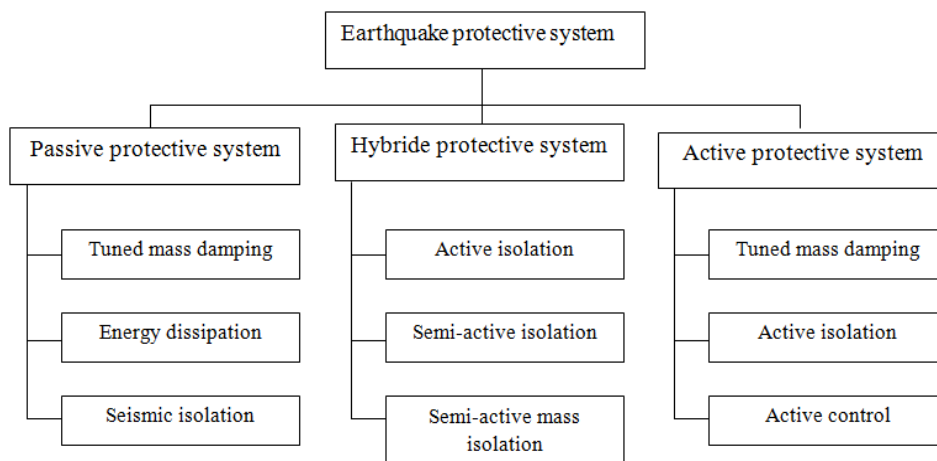 Earthquake protective system
Passive protective system
Hybride protective system
Active protective system
Tuned mass damping
Energy dissipation
Seismic isolation
Active isolation
Semi-active isolation
Semi-active mass
isolation
Tuned mass damping
Active isolation
Active control